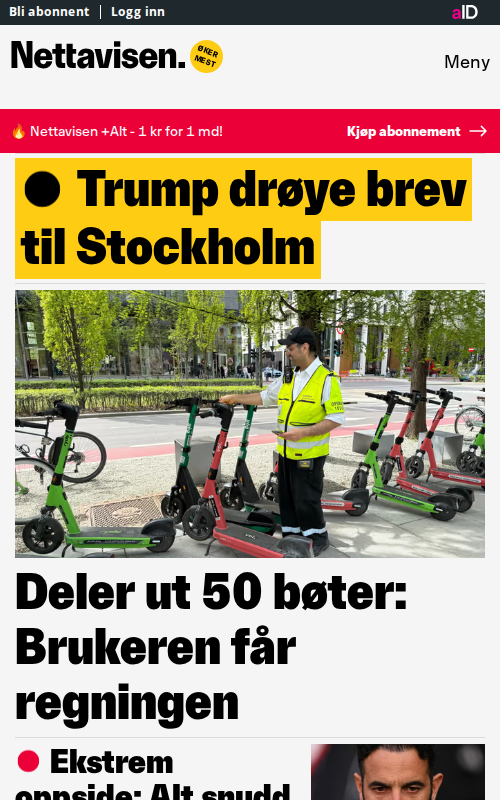 Bli abonnent | Logg inn
aID
Nettavisen.
ØKER
MEST
Meny
Nettavisen +Alt - 1 kr for 1 md!
Kjøp abonnement
Trump drøye brev
til Stockholm
Deler ut 50 bøter:
Brukeren får
regningen
Ekstrem
oppside: Alt snudd